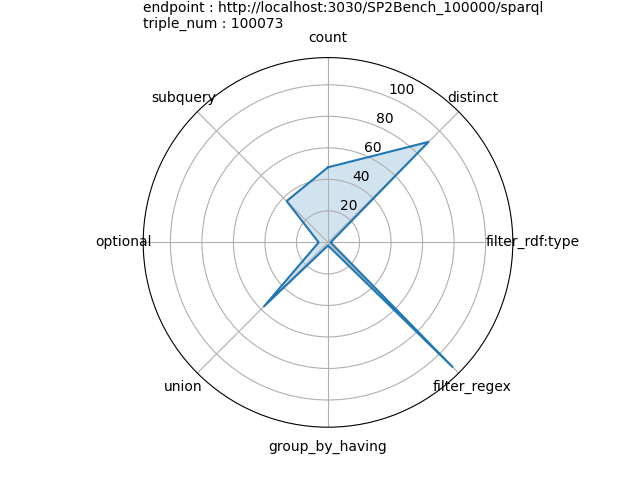 endpoint : http://localhost:3030/SP2Bench_100000/sparql
triple_num : 100073
count
subquery
distinct
100
80
60
40
20
optional
filter_rdf:type
union
filter_regex
group_by_having